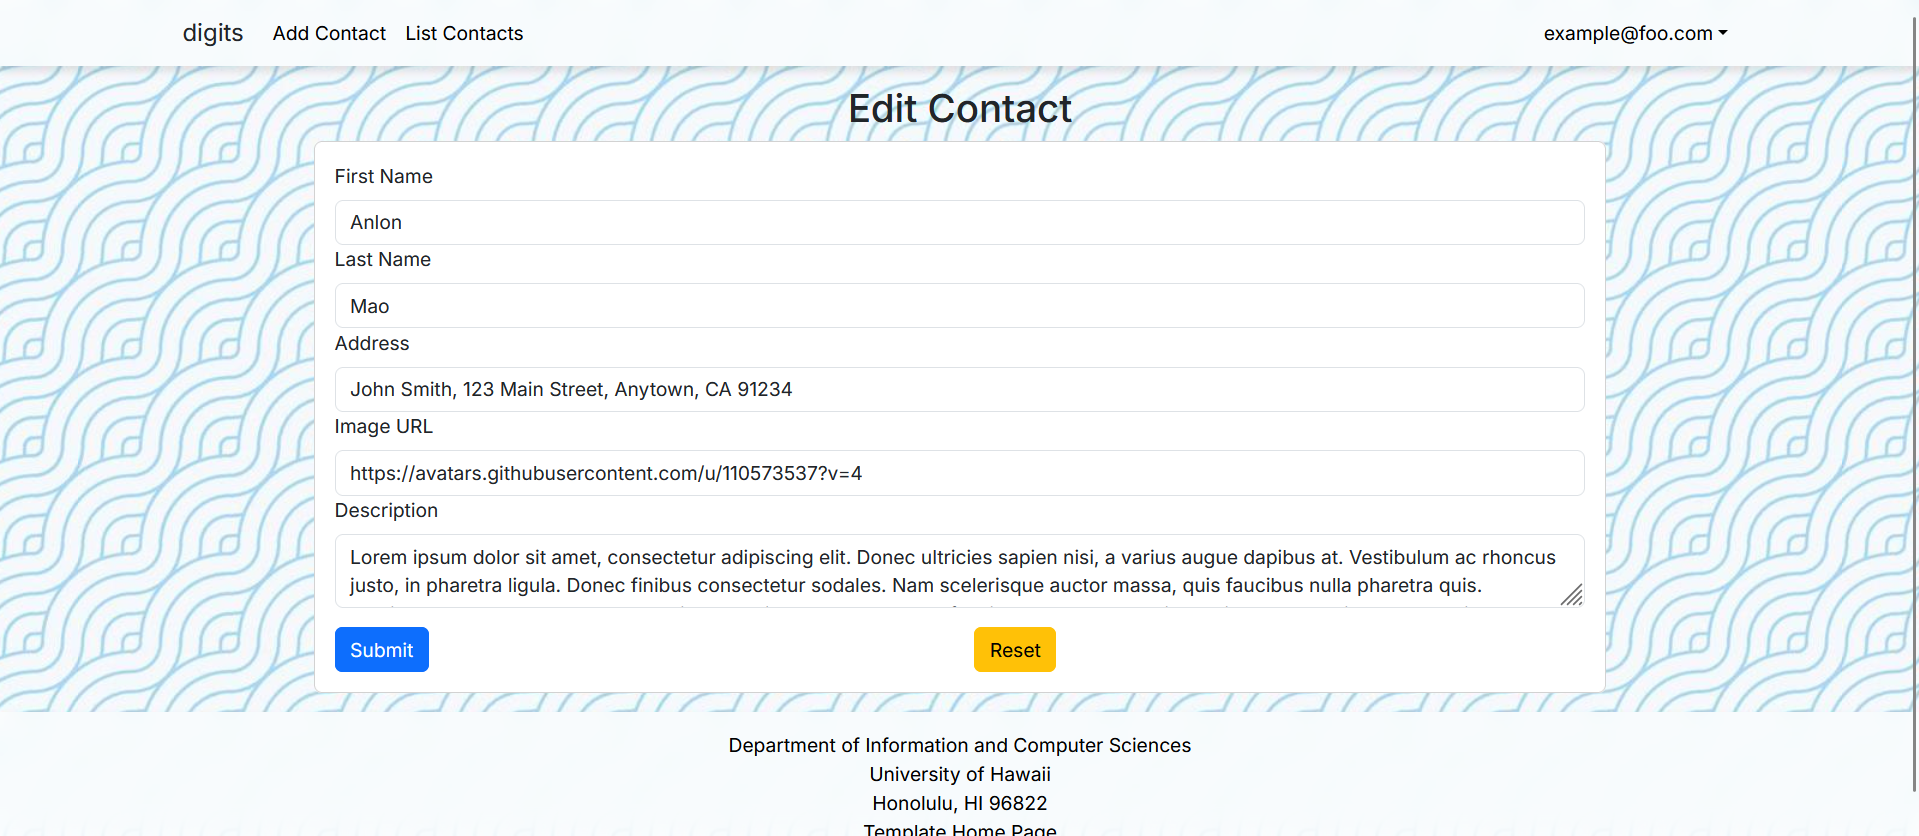 digits Add Contact List Contacts example@foo.com
Edit Contact
First Name
Anlon
Last Name
Mao
Address
John Smith, 123 Main Street, Anytown, CA 91234
Image URL
https://avatars.githubusercontent.com/u/110573537?v=4
Description
Lorem ipsum dolor sit amet, consectetur adipiscing elit. Donec ultricies sapien nisi, a varius augue dapibus at. Vestibulum ac rhoncus
justo, in pharetra ligula. Donec finibus consectetur sodales. Nam scelerisque auctor massa, quis faucibus nulla pharetra quis.
Submit Reset
Department of Information and Computer Sciences
University of Hawaii
Honolulu, HI 96822
Template Home Page